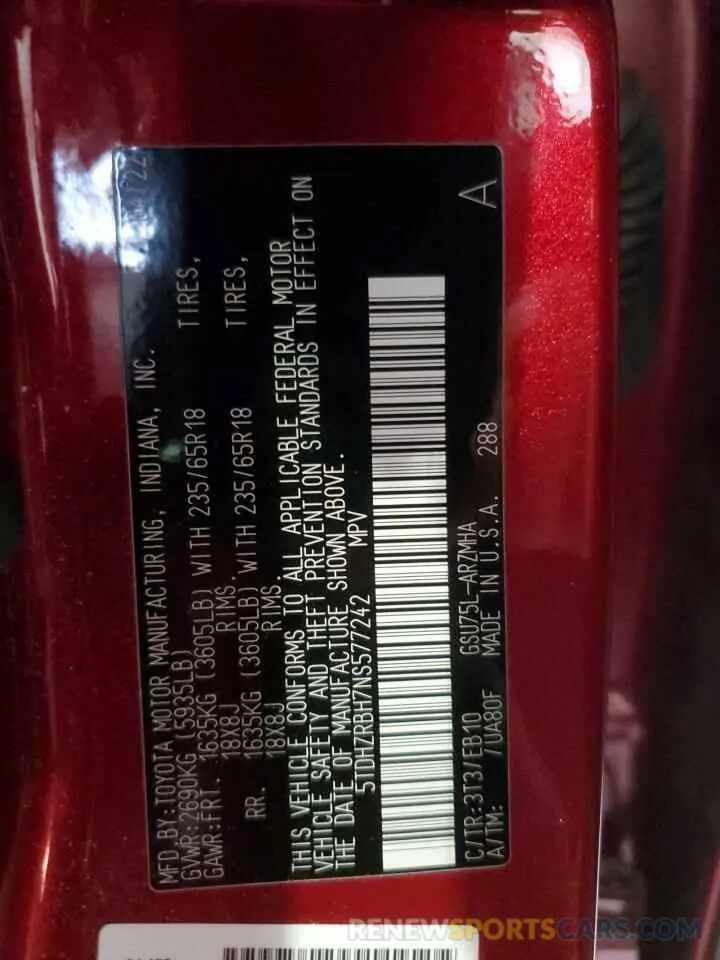 MFD BY:TOYOTA MOTOR MANUFACTURING, INDIANA, INC. 22
GVWR:2690KG (5935LB)
GAWR:FRT. 1635KG (3605LB) WITH 235/65R18 TIRES,
18X8J RIMS.
RR. 1635KG (3605LB) WITH 235/65R18 TIRES,
18X8J RIMS.
THIS VEHICLE CONFORMS TO ALL APPLICABLE FEDERAL MOTOR
VEHICLE SAFETY AND THEFT PREVENTION STANDARDS IN EFFECT ON
THE DATE OF MANUFACTURE SHOWN ABOVE.
5TDHZRBH7NS577242 MPV
C/TR:3T3/EB10 GSU75L-ARZMHA
A/TM: /UA80F MADE IN U.S.A. 288 A
RENEWSPORTSCARS.COM